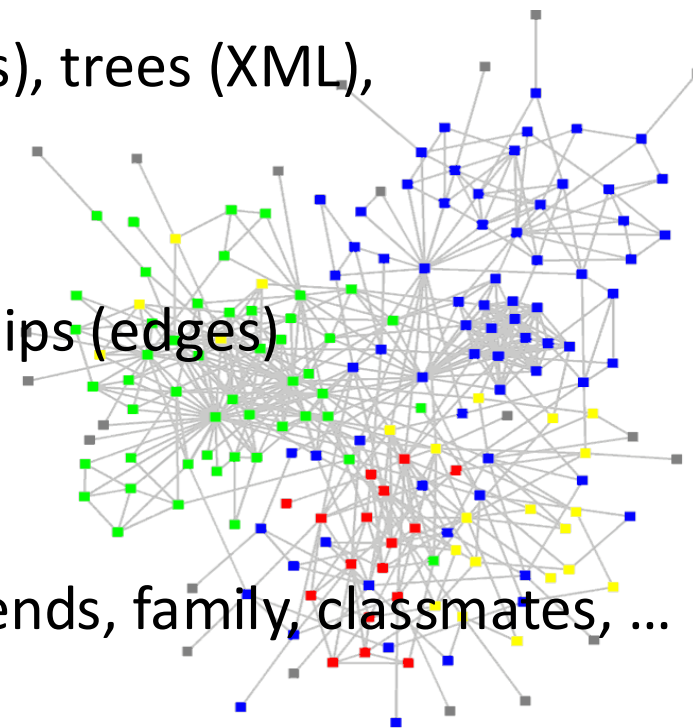 s), trees (XML),
ips (edges)
ends, family, classmates, ...